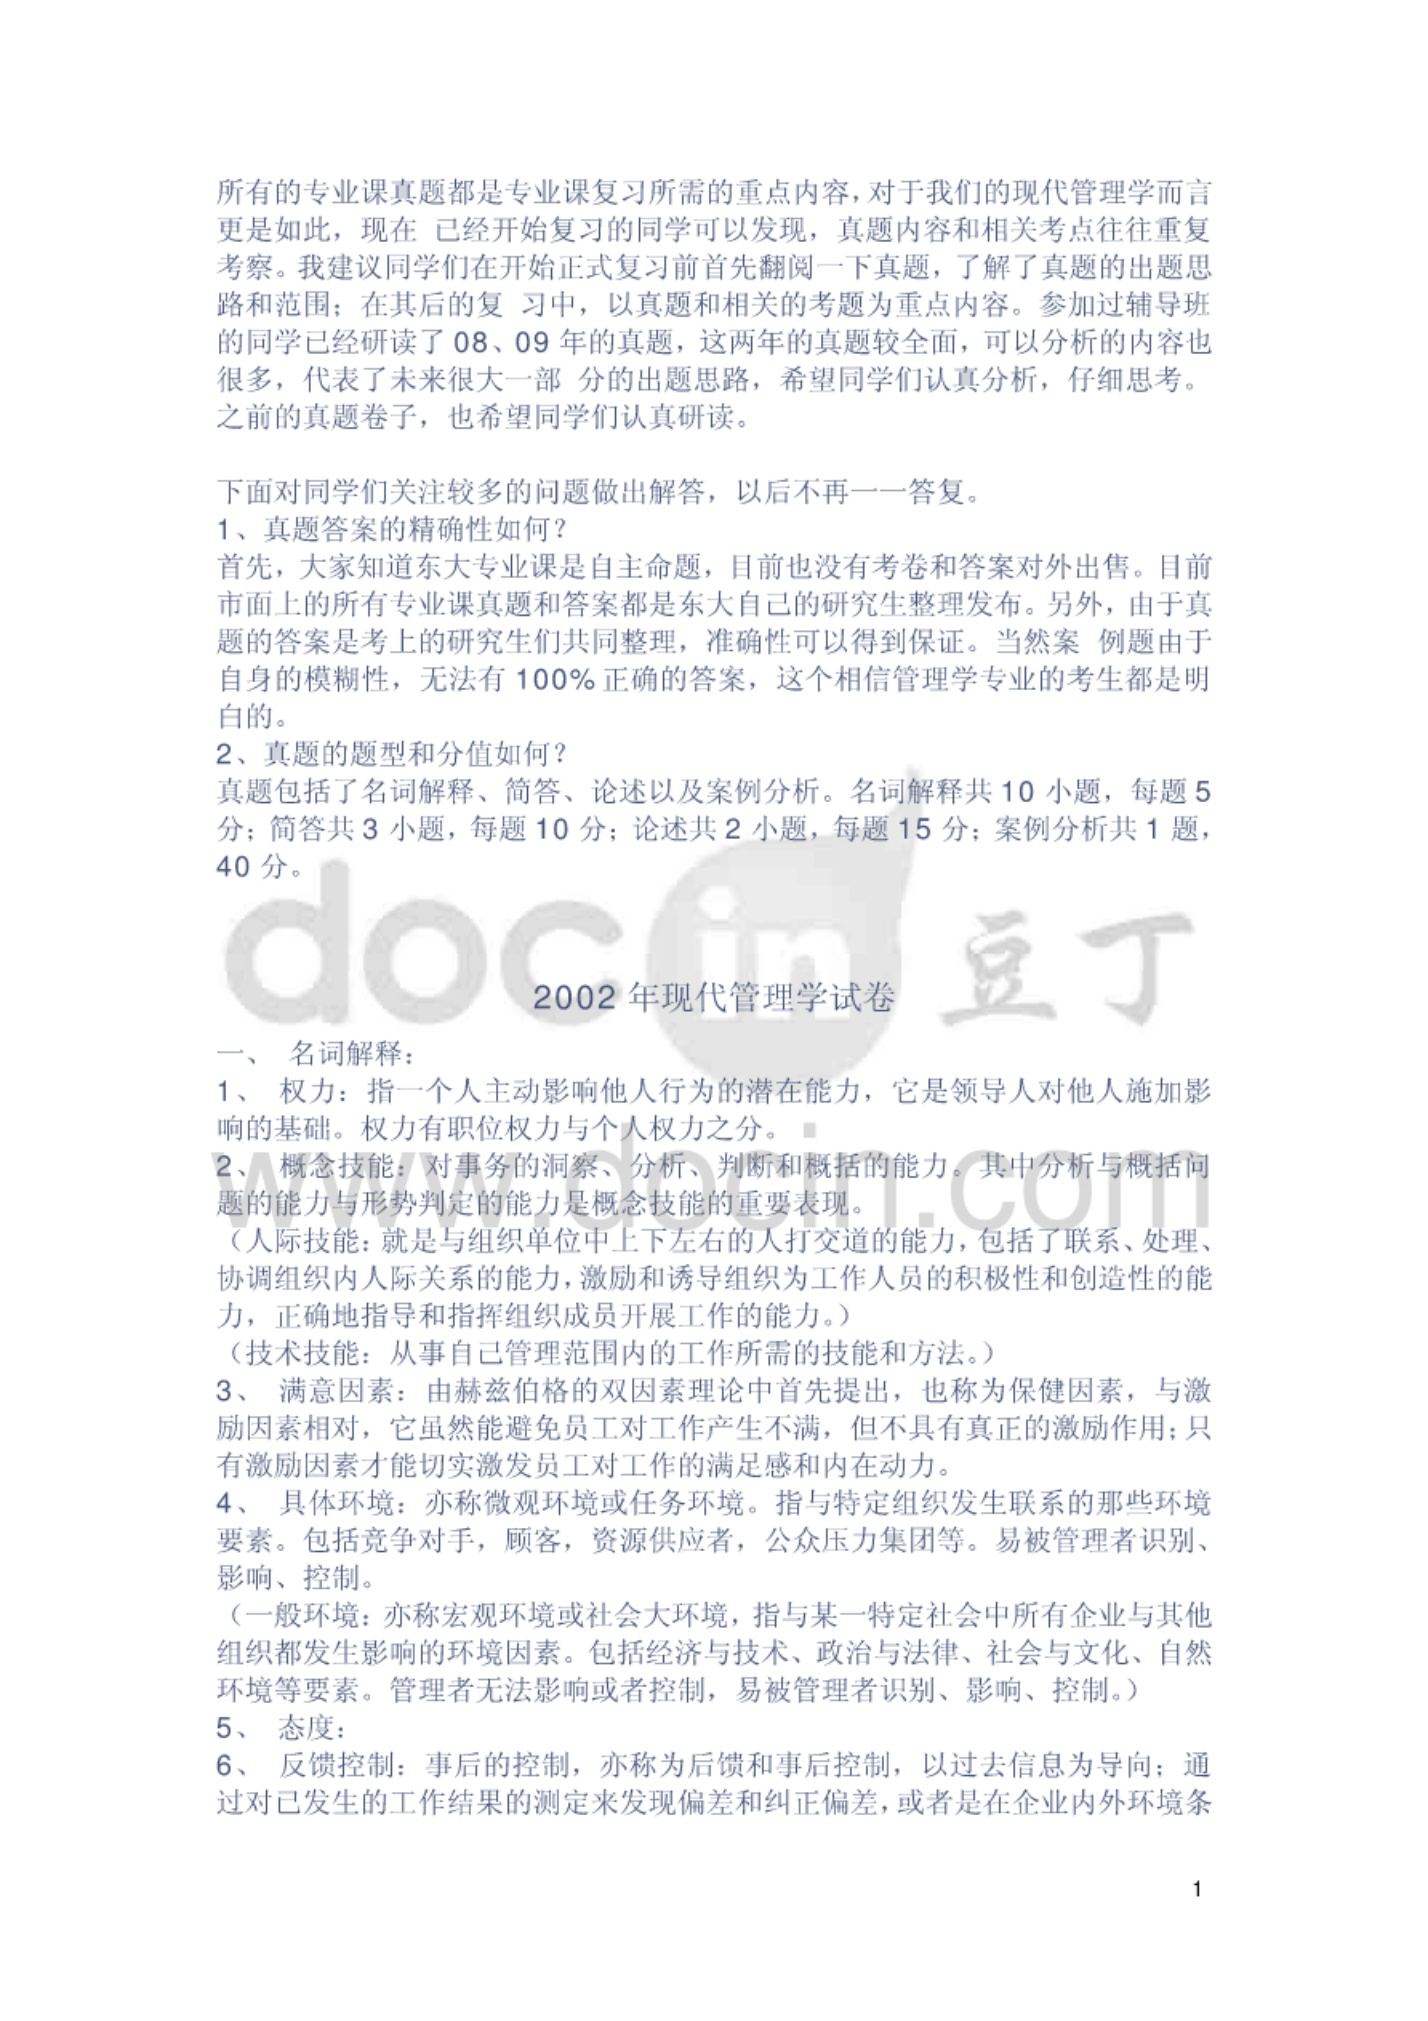 所有的专业课真题都是专业课复习所需的重点内容，对于我们的现代管理学而言
更是如此，现在 已经开始复习的同学可以发现，真题内容和相关考点往往重复
考察。我建议同学们在开始正式复习前首先翻阅一下真题，了解了真题的出题思
路和范围；在其后的复 习中，以真题和相关的考题为重点内容。参加过辅导班
的同学已经研读了 08、09 年的真题，这两年的真题较全面，可以分析的内容也
很多，代表了未来很大一部 分的出题思路，希望同学们认真分析，仔细思考。
之前的真题卷子，也希望同学们认真研读。
下面对同学们关注较多的问题做出解答，以后不再一一答复。
1、真题答案的精确性如何？
首先，大家知道东大专业课是自主命题，目前也没有考卷和答案对外出售。目前
市面上的所有专业课真题和答案都是东大自己的研究生整理发布。另外，由于真
题的答案是考上的研究生们共同整理，准确性可以得到保证。当然案 例题由于
自身的模糊性，无法有 100%正确的答案，这个相信管理学专业的考生都是明
白的。
2、真题的题型和分值如何？
真题包括了名词解释、简答、论述以及案例分析。名词解释共 10 小题，每题 5
分；简答共 3 小题，每题 10 分；论述共 2 小题，每题 15 分；案例分析共 1 题，
40 分。
docin 豆丁
2002 年现代管理学试卷
一、 名词解释：
1、 权力：指一个人主动影响他人行为的潜在能力，它是领导人对他人施加影
响的基础。权力有职位权力与个人权力之分。
www.docin.com
2、 概念技能：对事务的洞察、分析、判断和概括的能力。其中分析与概括问
题的能力与形势判定的能力是概念技能的重要表现。
（人际技能：就是与组织单位中上下左右的人打交道的能力，包括了联系、处理、
协调组织内人际关系的能力，激励和诱导组织为工作人员的积极性和创造性的能
力，正确地指导和指挥组织成员开展工作的能力。）
（技术技能：从事自己管理范围内的工作所需的技能和方法。）
3、 满意因素：由赫兹伯格的双因素理论中首先提出，也称为保健因素，与激
励因素相对，它虽然能避免员工对工作产生不满，但不具有真正的激励作用；只
有激励因素才能切实激发员工对工作的满足感和内在动力。
4、 具体环境：亦称微观环境或任务环境。指与特定组织发生联系的那些环境
要素。包括竞争对手，顾客，资源供应者，公众压力集团等。易被管理者识别、
影响、控制。
（一般环境：亦称宏观环境或社会大环境，指与某一特定社会中所有企业与其他
组织都发生影响的环境因素。包括经济与技术、政治与法律、社会与文化、自然
环境等要素。管理者无法影响或者控制，易被管理者识别、影响、控制。）
5、 态度：
6、 反馈控制：事后的控制，亦称为后馈和事后控制，以过去信息为导向；通
过对已发生的工作结果的测定来发现偏差和纠正偏差，或者是在企业内外环境条
1